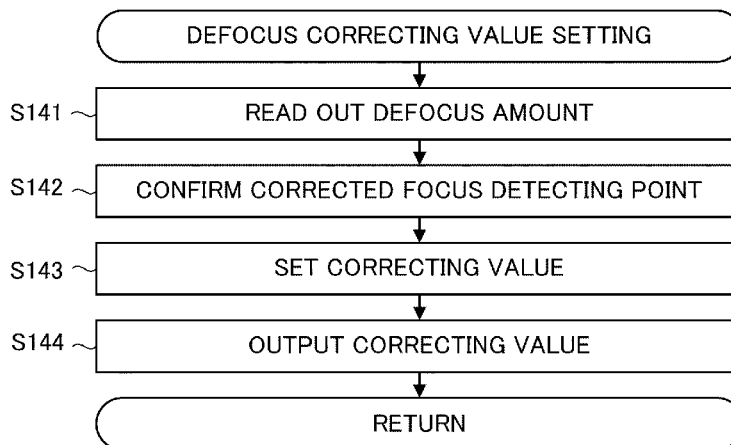 DEFOCUS CORRECTING VALUE SETTING
S141 READ OUT DEFOCUS AMOUNT
S142 CONFIRM CORRECTED FOCUS DETECTING POINT
S143 SET CORRECTING VALUE
S144 OUTPUT CORRECTING VALUE
RETURN